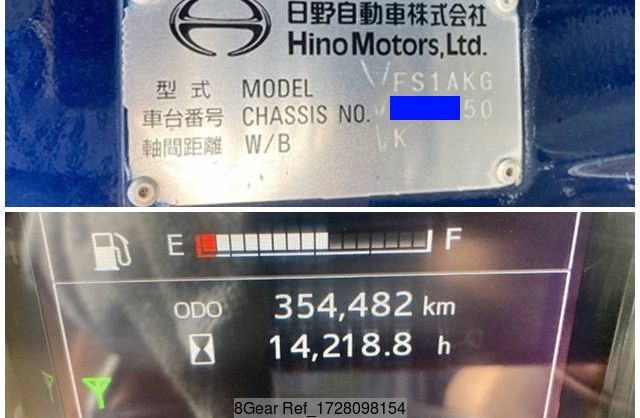 日野自動車株式会社
Hino Motors, Ltd.
型式 MODEL FS1AKG
車台番号 CHASSIS NO. 50
軸間距離 W/B K
E F
ODO 354,482 km
14,218.8 h
8Gear Ref_1728098154